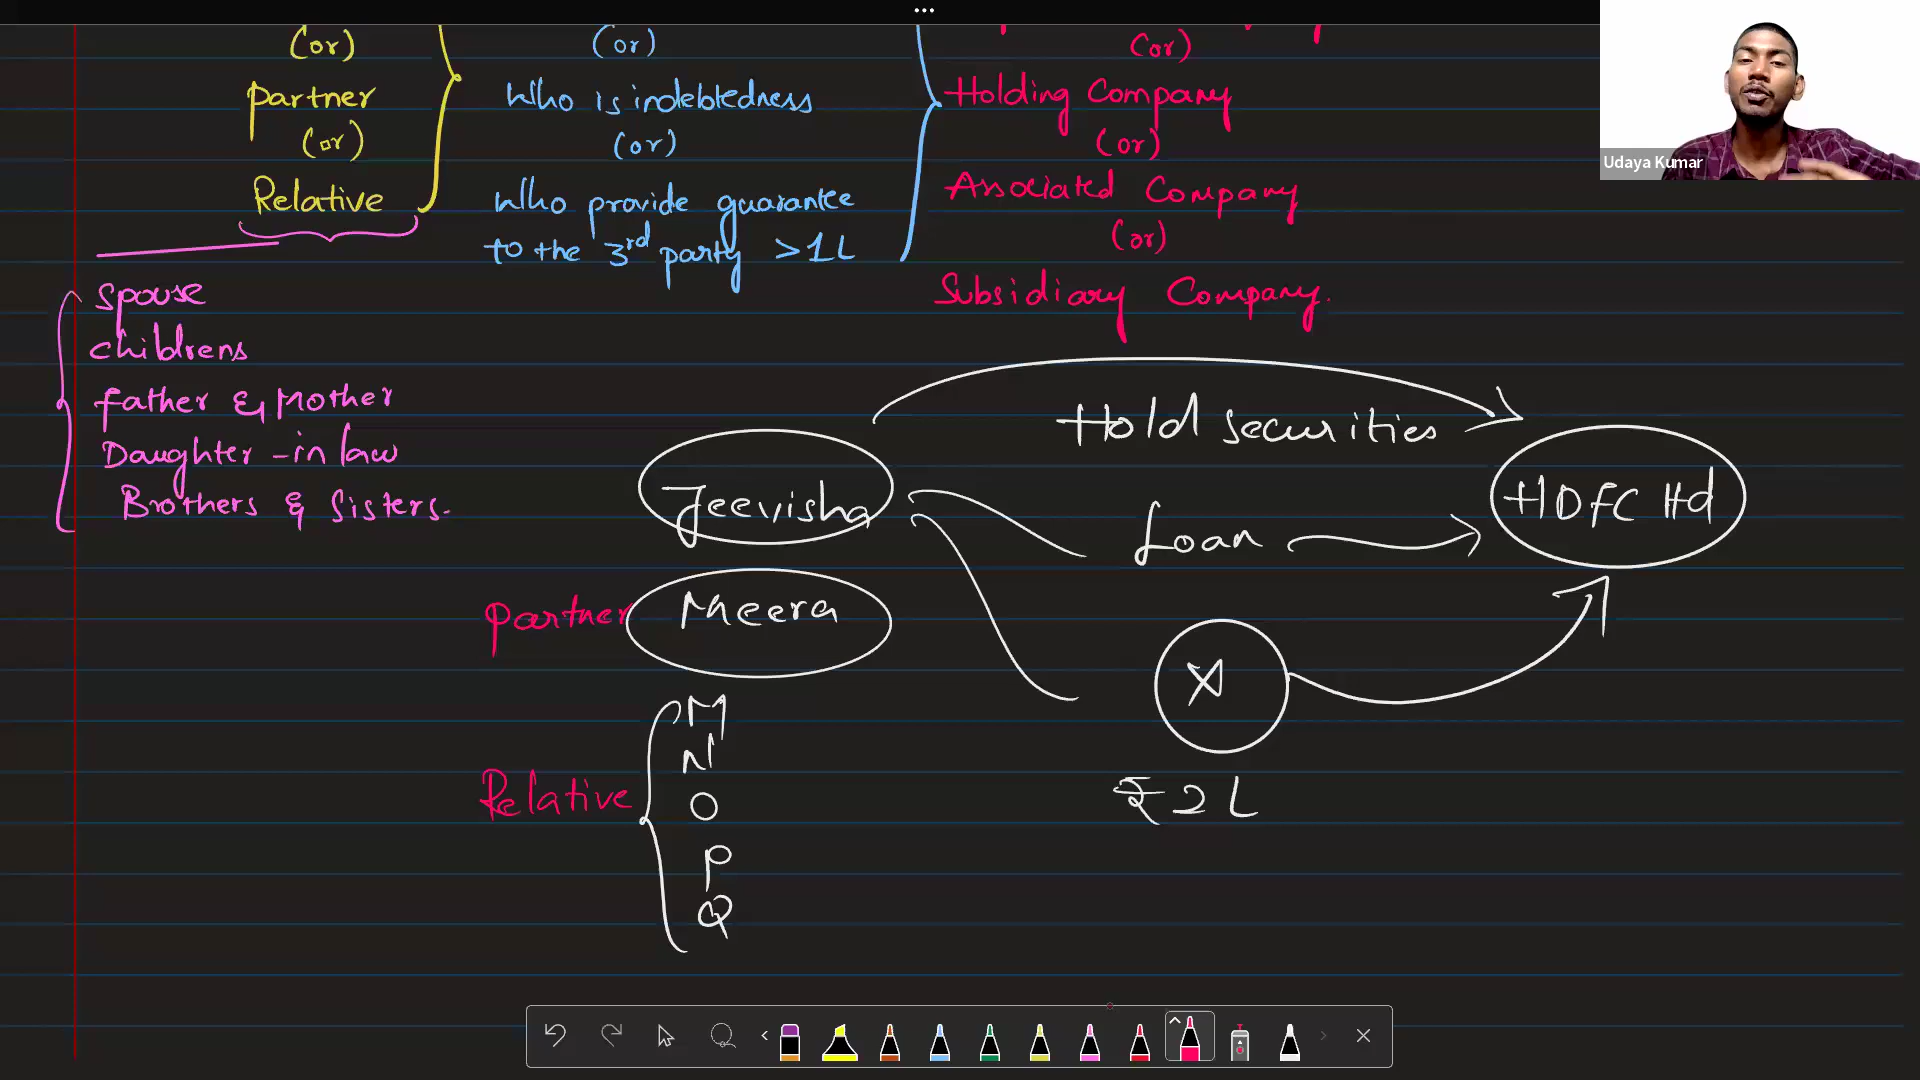 (or)
partner
(or)
Relative
(or)
Who is indebtedness
(or)
Who provide guarantee
to the 3rd party >1L
(or)
Holding Company
(or)
Associated Company
(or)
Subsidiary Company.
Udaya Kumar
Spouse
childrens
father & Mother
Daughter-in law
Brothers & Sisters.
Hold securities
Jeevisha
HDFC ltd
Loan
Partner
Meera
X
₹2L
Relative
M
N
O
P
Q